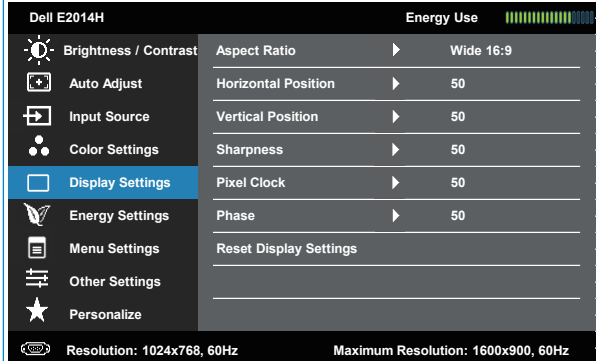 Dell E2014H Energy Use
Brightness / Contrast Aspect Ratio Wide 16:9
Auto Adjust Horizontal Position 50
Input Source Vertical Position 50
Color Settings Sharpness 50
Display Settings Pixel Clock 50
Energy Settings Phase 50
Menu Settings Reset Display Settings
Other Settings
Personalize
Resolution: 1024x768, 60Hz Maximum Resolution: 1600x900, 60Hz